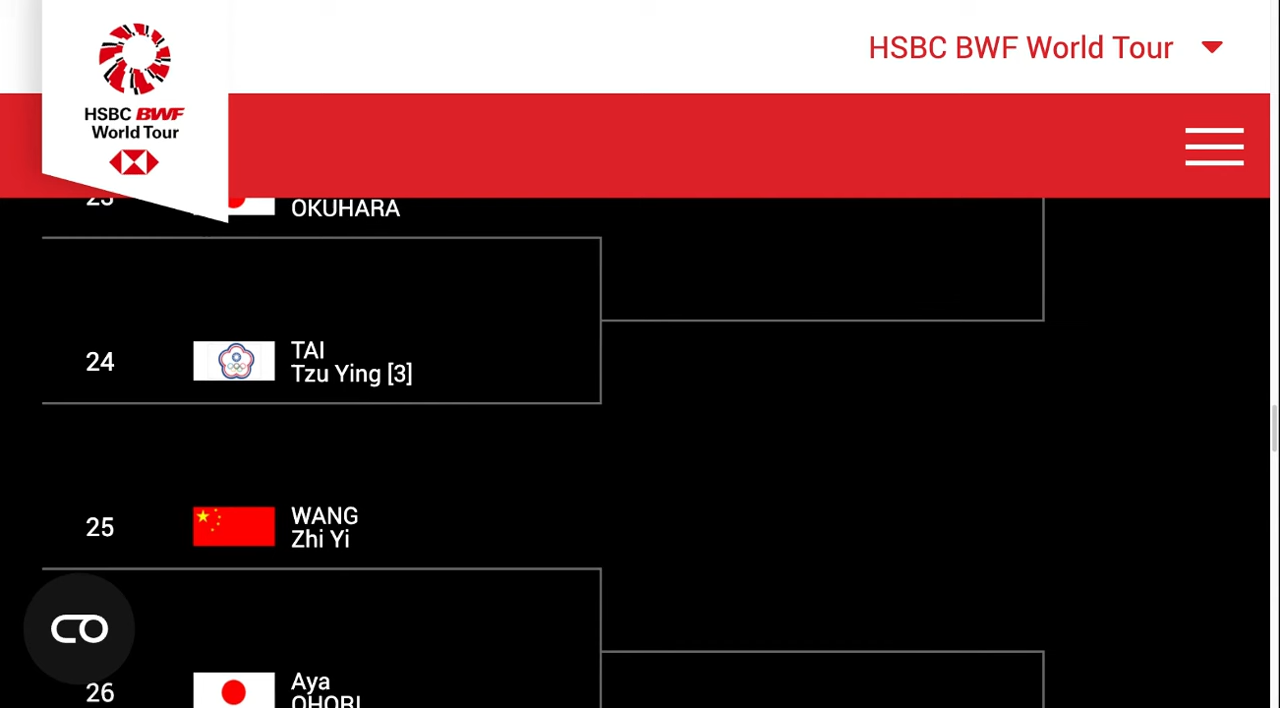 HSBC BWF World Tour
HSBC BWF
World Tour
OKUHARA
24
TAI
Tzu Ying [3]
25
WANG
Zhi Yi
26
Aya
OHORI